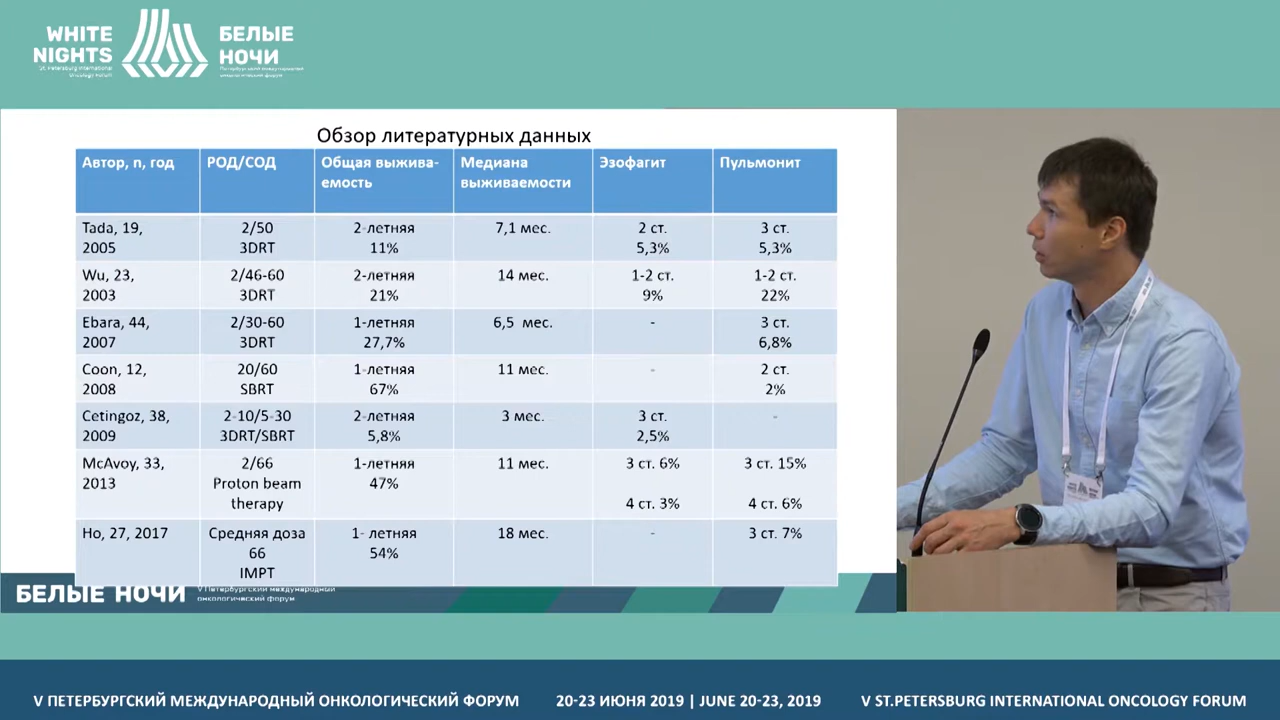 WHITE
NIGHTS
St. Petersburg International
Oncology Forum
БЕЛЫЕ
НОЧИ
Петербургский международный
онкологический форум
Обзор литературных данных
Автор, n, год
РОД/СОД
Общая выжива-
емость
Медиана
выживаемости
Эзофагит
Пульмонит
Tada, 19,
2005
2/50
3DRT
2-летняя
11%
7,1 мес.
2 ст.
5,3%
3 ст.
5,3%
Wu, 23,
2003
2/46-60
3DRT
2-летняя
21%
14 мес.
1-2 ст.
9%
1-2 ст.
22%
Ebara, 44,
2007
2/30-60
3DRT
1-летняя
27,7%
6,5 мес.
-
3 ст.
6,8%
Coon, 12,
2008
20/60
SBRT
1-летняя
67%
11 мес.
-
2 ст.
2%
Cetingoz, 38,
2009
2-10/5-30
3DRT/SBRT
2-летняя
5,8%
3 мес.
3 ст.
2,5%
-
McAvoy, 33,
2013
2/66
Proton beam
therapy
1-летняя
47%
11 мес.
3 ст. 6%
4 ст. 3%
3 ст. 15%
4 ст. 6%
Ho, 27, 2017
Средняя доза
66
IMPT
1- летняя
54%
18 мес.
-
3 ст. 7%
БЕЛЫЕ НОЧИ
V Петербургский международный
онкологический форум
V ПЕТЕРБУРГСКИЙ МЕЖДУНАРОДНЫЙ ОНКОЛОГИЧЕСКИЙ ФОРУМ
20-23 ИЮНЯ 2019 | JUNE 20-23, 2019
V ST.PETERSBURG INTERNATIONAL ONCOLOGY FORUM